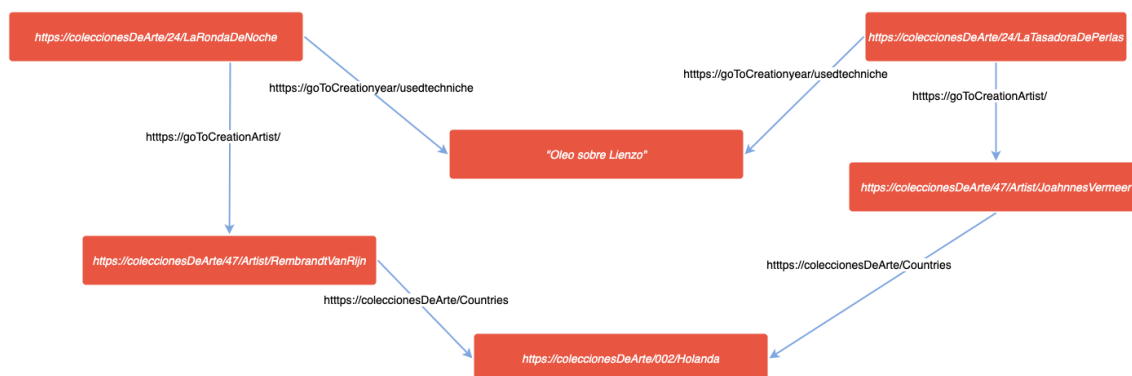 https://coleccionesDeArte/24/LaRondaDeNoche
https://coleccionesDeArte/24/LaTasadoraDePerlas
htttps://goToCreationyear/usedtechniche
htttps://goToCreationyear/usedtechniche
htttps://goToCreationArtist/
htttps://goToCreationArtist/
"Oleo sobre Lienzo"
https://coleccionesDeArte/47/Artist/JoahnnesVermeer
https://coleccionesDeArte/47/Artist/RembrandtVanRijn
htttps://coleccionesDeArte/Countries
htttps://coleccionesDeArte/Countries
https://coleccionesDeArte/002/Holanda